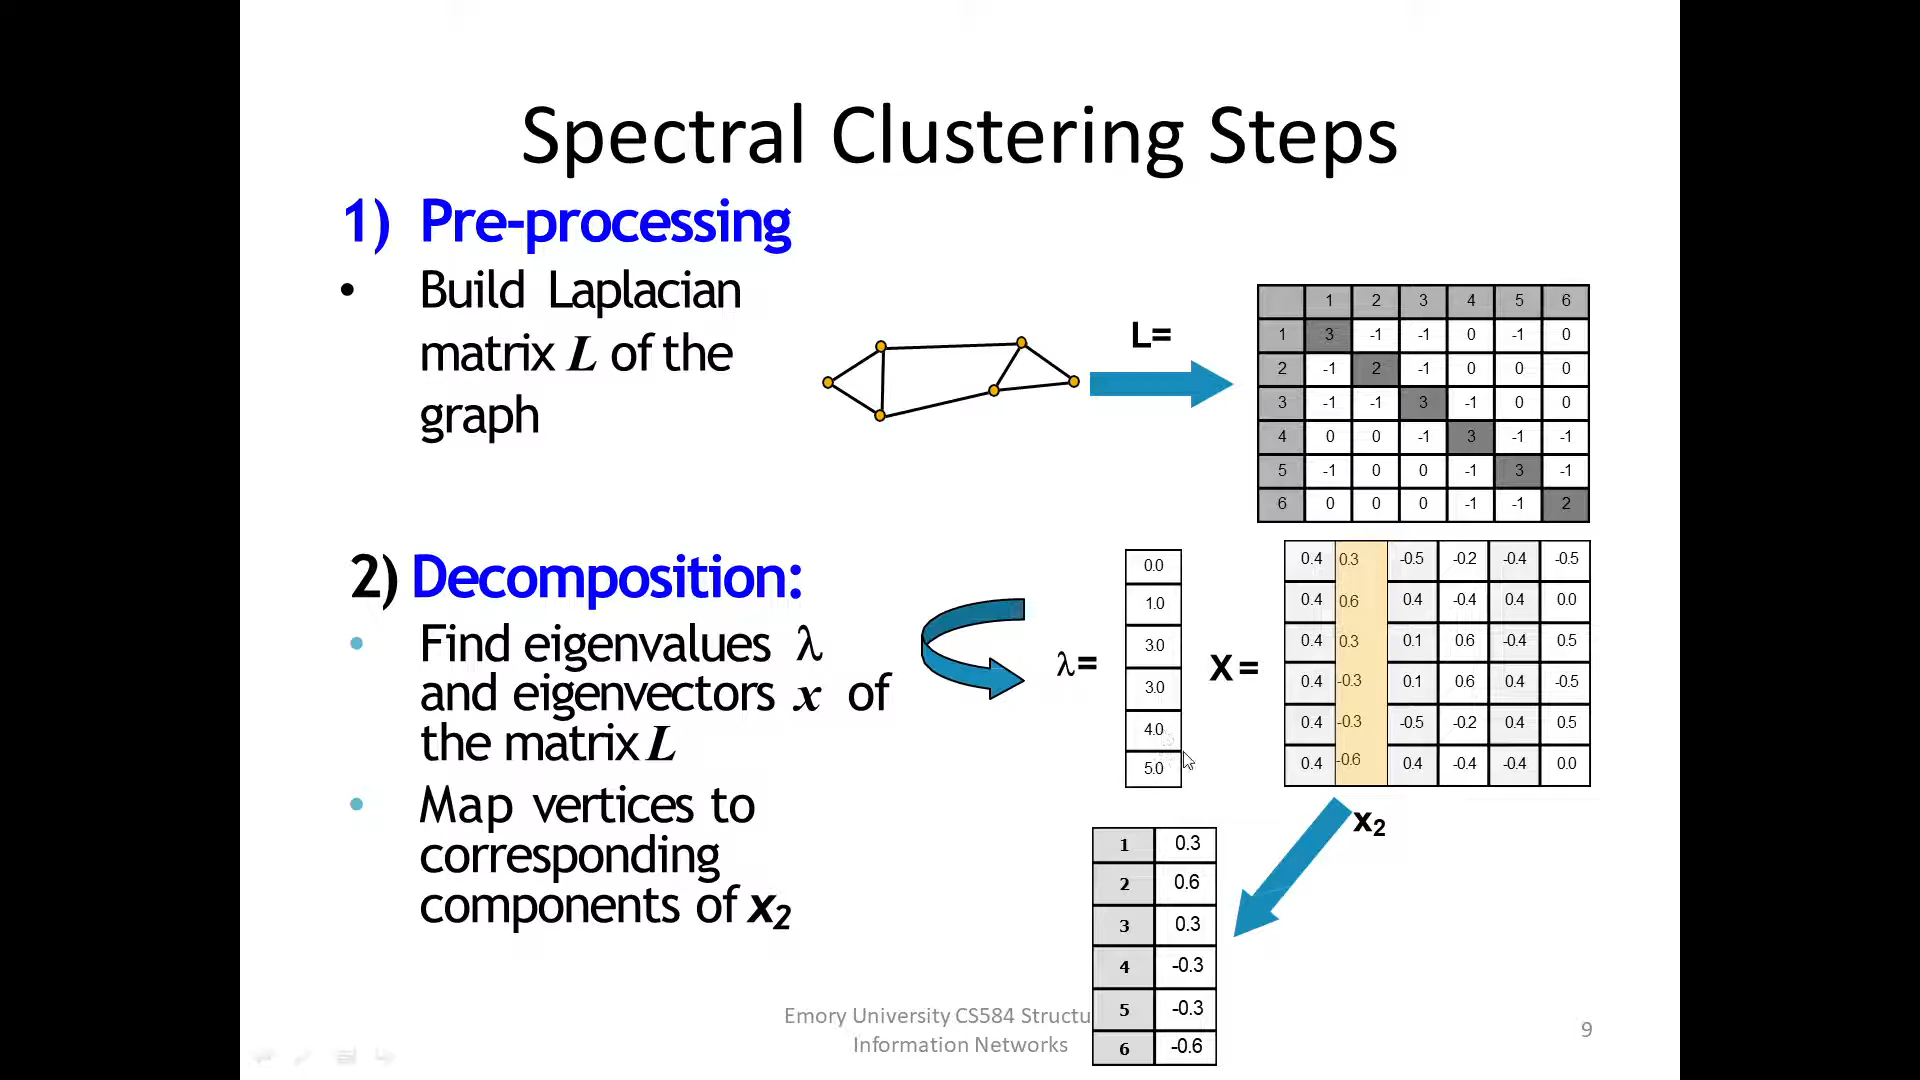 Spectral Clustering Steps
1) Pre-processing
• Build Laplacian
matrix L of the
graph
L=
1 2 3 4 5 6
1 3 -1 -1 0 -1 0
2 -1 2 -1 0 0 0
3 -1 -1 3 -1 0 0
4 0 0 -1 3 -1 -1
5 -1 0 0 -1 3 -1
6 0 0 0 -1 -1 2
2) Decomposition:
• Find eigenvalues λ
and eigenvectors x of
the matrix L
• Map vertices to
corresponding
components of x2
λ=
0.0
1.0
3.0
3.0
4.0
5.0
X=
0.4 0.3 -0.5 -0.2 -0.4 -0.5
0.4 0.6 0.4 -0.4 0.4 0.0
0.4 0.3 0.1 0.6 -0.4 0.5
0.4 -0.3 0.1 0.6 0.4 -0.5
0.4 -0.3 -0.5 -0.2 0.4 0.5
0.4 -0.6 0.4 -0.4 -0.4 0.0
x2
1 0.3
2 0.6
3 0.3
4 -0.3
5 -0.3
6 -0.6
Emory University CS584 Structu
Information Networks
9